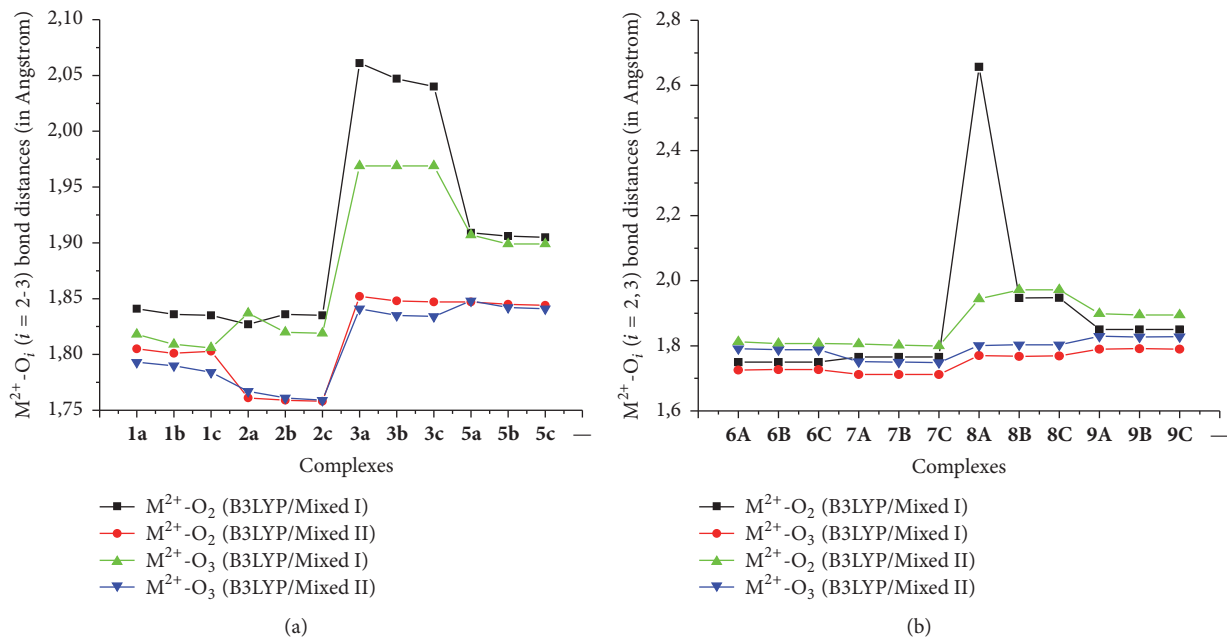 2,10
2,05
2,00
1,95
1,90
1,85
1,80
1,75
M²⁺-Oᵢ (i = 2-3) bond distances (in Angstrom)
1a 1b 1c 2a 2b 2c 3a 3b 3c 5a 5b 5c —
Complexes
M²⁺-O₂ (B3LYP/Mixed I)
M²⁺-O₂ (B3LYP/Mixed II)
M²⁺-O₃ (B3LYP/Mixed I)
M²⁺-O₃ (B3LYP/Mixed II)
(a)
2,8
2,6
2,4
2,2
2,0
1,8
1,6
M²⁺-Oᵢ (i = 2, 3) bond distances (in Angstrom)
6A 6B 6C 7A 7B 7C 8A 8B 8C 9A 9B 9C —
Complexes
M²⁺-O₂ (B3LYP/Mixed I)
M²⁺-O₃ (B3LYP/Mixed I)
M²⁺-O₂ (B3LYP/Mixed II)
M²⁺-O₃ (B3LYP/Mixed II)
(b)